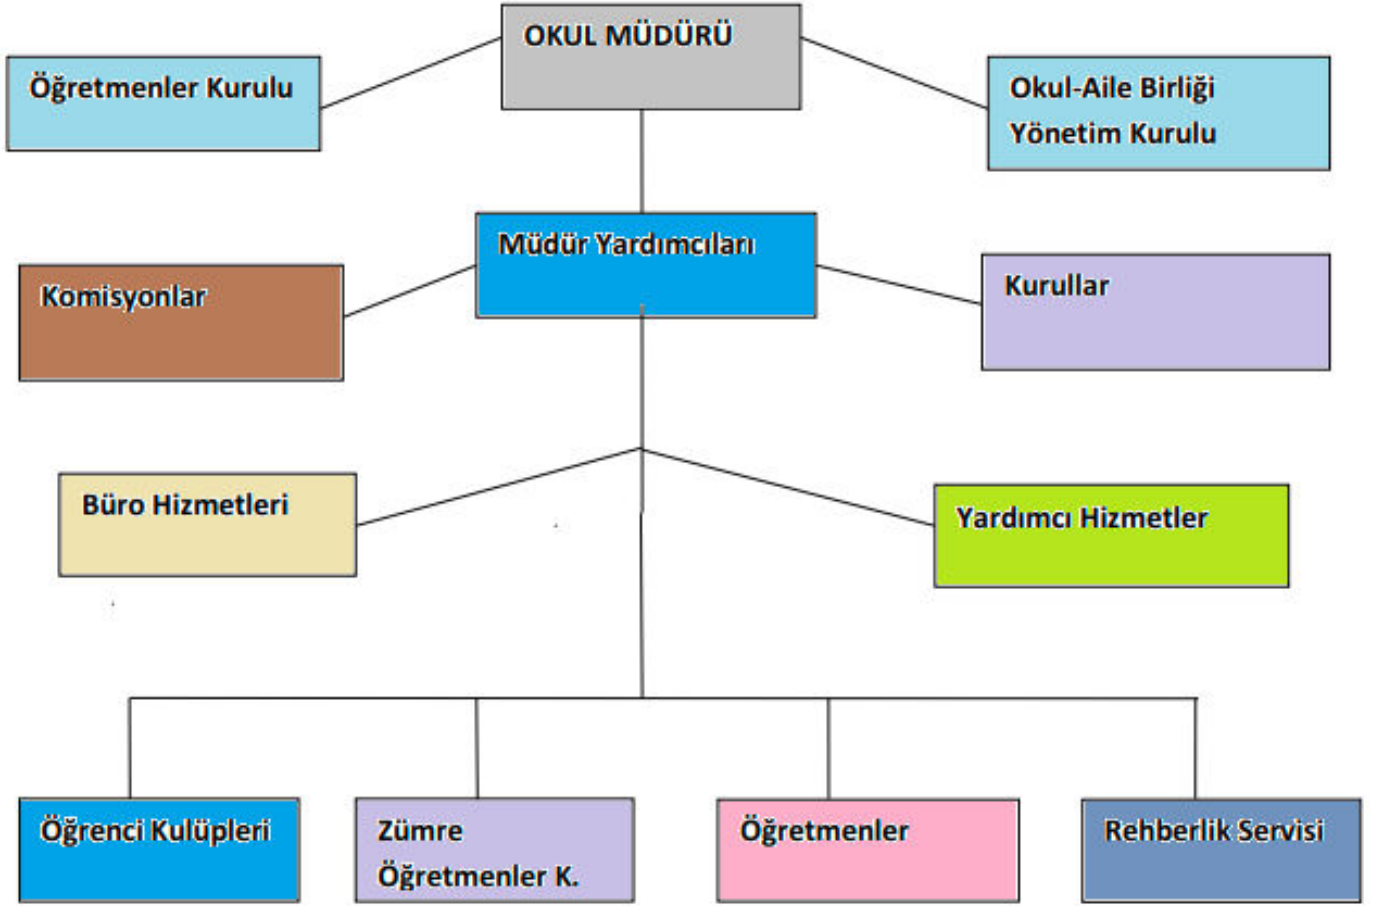 OKUL MÜDÜRÜ
Öğretmenler Kurulu
Okul-Aile Birliği
Yönetim Kurulu
Müdür Yardımcıları
Komisyonlar
Kurullar
Büro Hizmetleri
Yardımcı Hizmetler
Öğrenci Kulüpleri
Zümre
Öğretmenler K.
Öğretmenler
Rehberlik Servisi